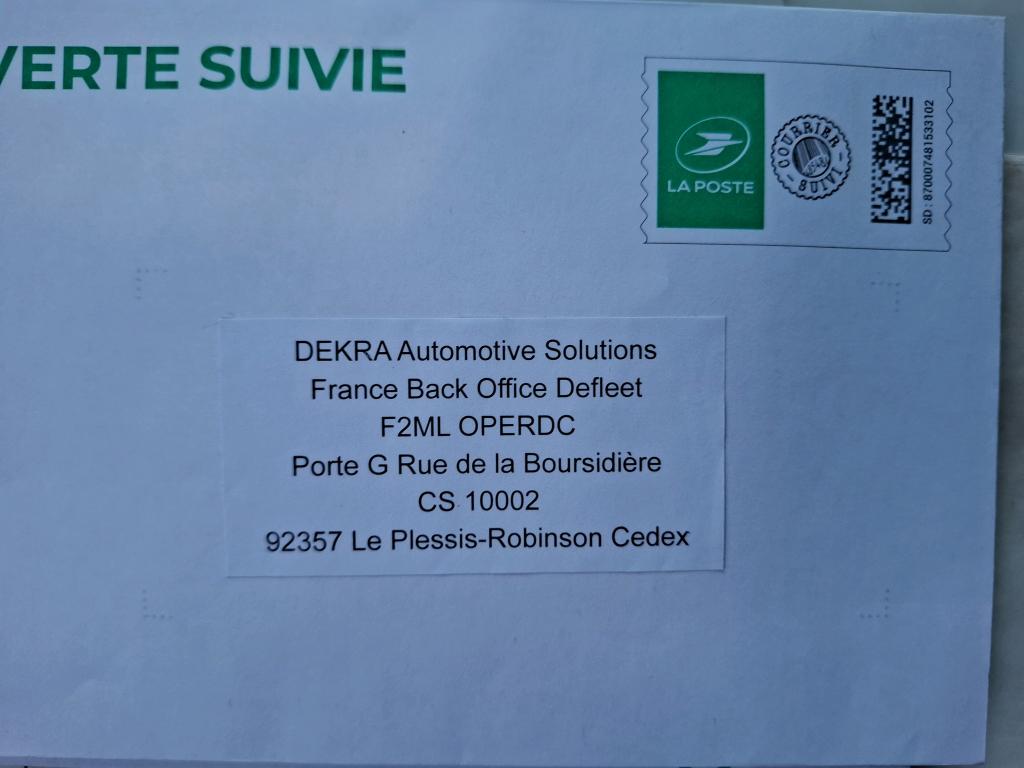 VERTE SUIVIE
LA POSTE
COURRIER
SUIVI
SD : 870007481533102
DEKRA Automotive Solutions
France Back Office Defleet
F2ML OPERDC
Porte G Rue de la Boursidière
CS 10002
92357 Le Plessis-Robinson Cedex